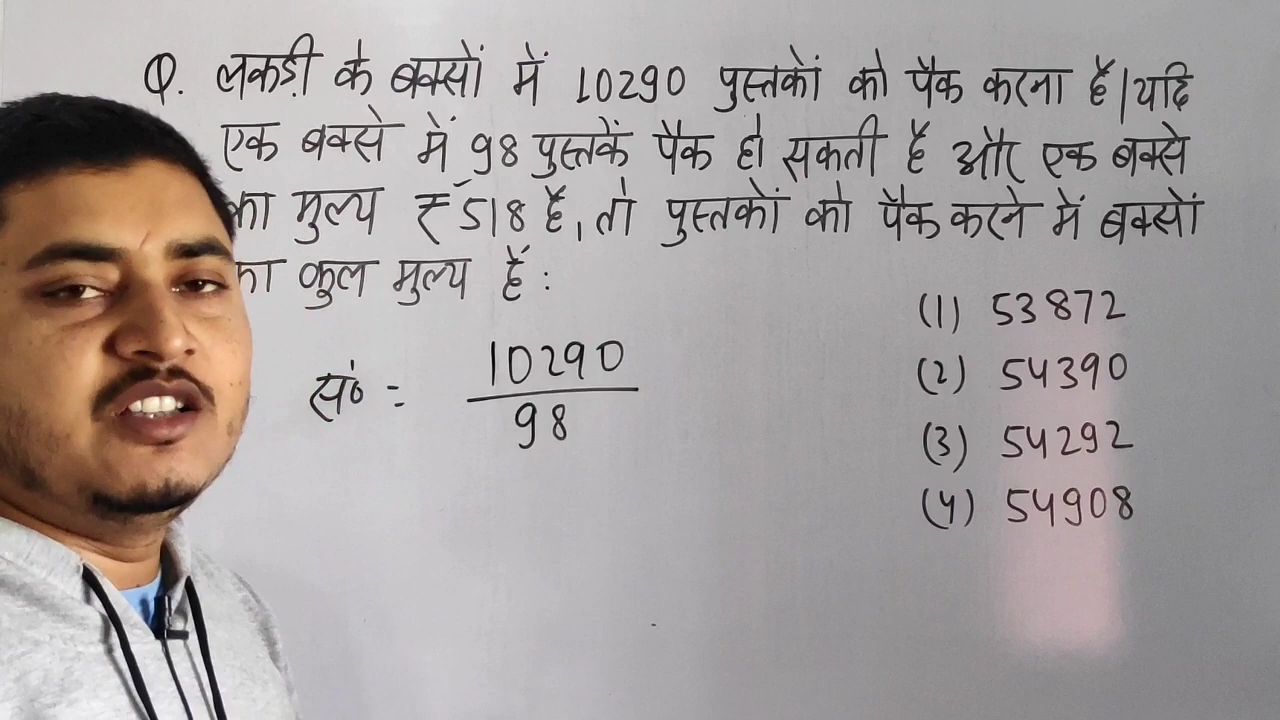 Q. लकड़ी के बक्सों में 10290 पुस्तकों को पैक करना है|यदि
एक बक्से में 98 पुस्तकें पैक हो सकती है और एक बक्से
का मुल्य ₹518 है, तो पुस्तकों को पैक करने में बक्सों
का कुल मुल्य है:
सं० = 10290
98
(1) 53872
(2) 54390
(3) 54292
(4) 54908